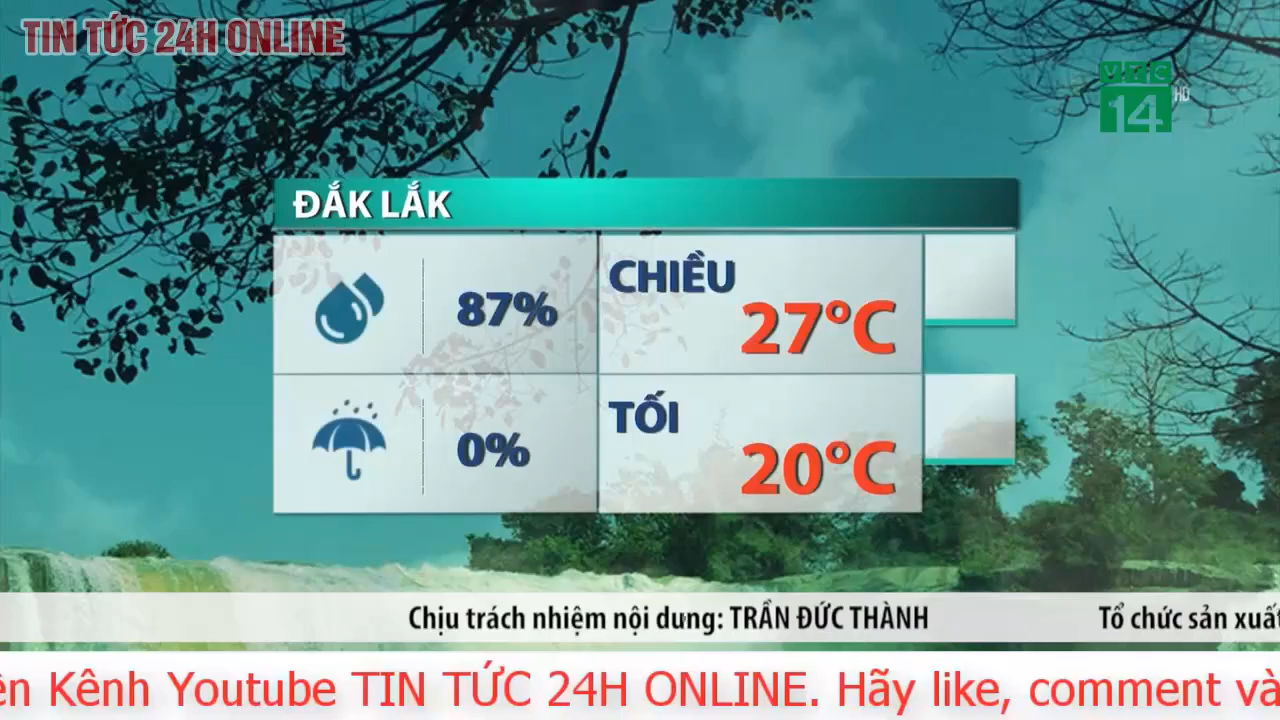 TIN TỨC 24H ONLINE
VTC
14
HD
ĐẮK LẮK
87%
CHIỀU
27°C
0%
TỐI
20°C
Chịu trách nhiệm nội dung: TRẦN ĐỨC THÀNH
Tổ chức sản xuất
Kênh Youtube TIN TỨC 24H ONLINE. Hãy like, comment và